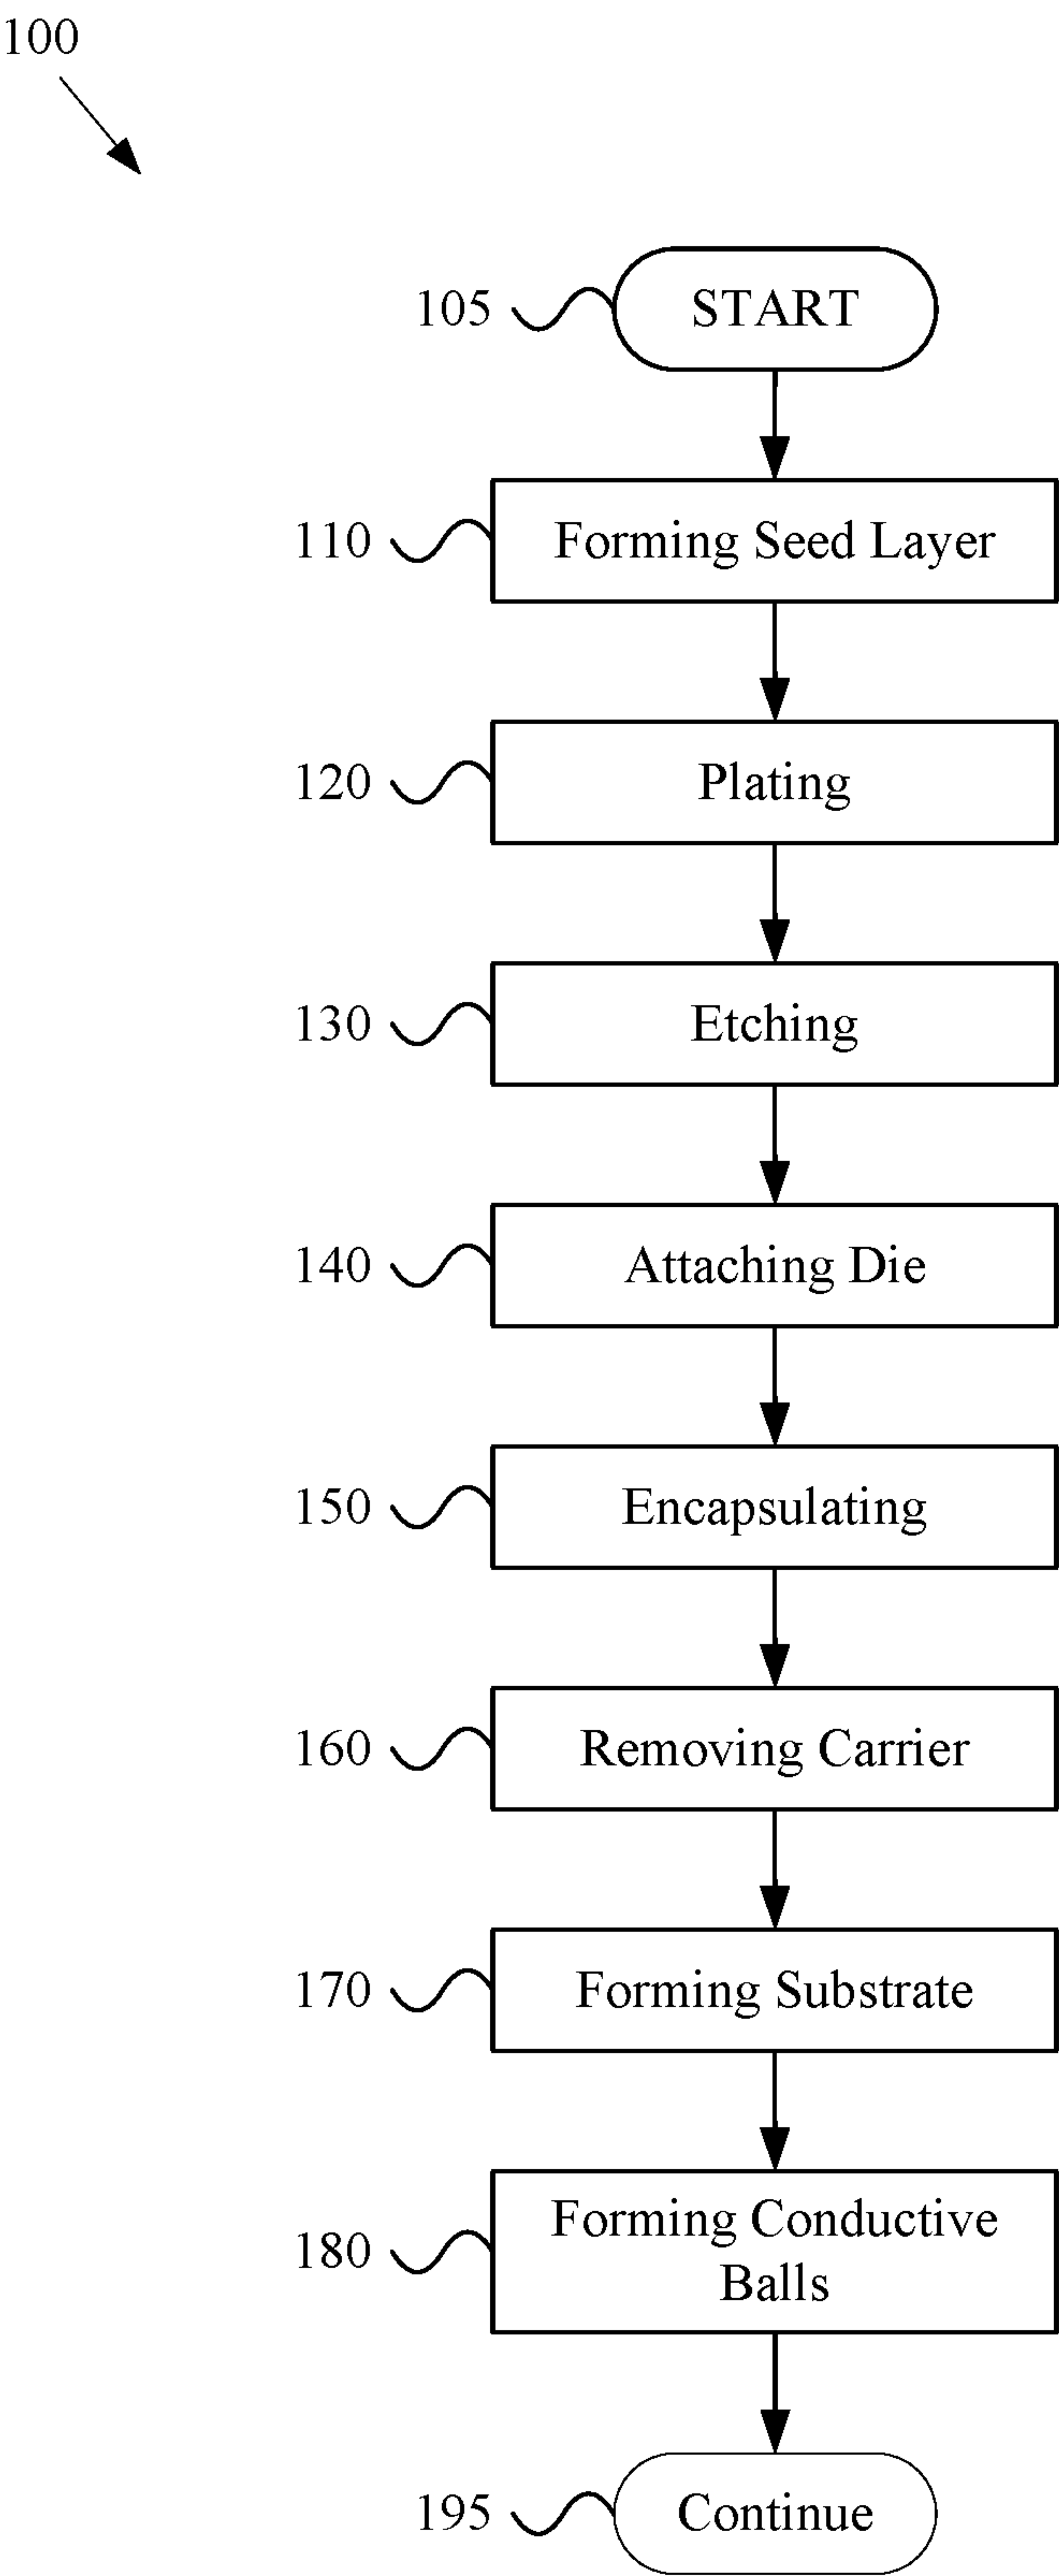 100
105 START
110 Forming Seed Layer
120 Plating
130 Etching
140 Attaching Die
150 Encapsulating
160 Removing Carrier
170 Forming Substrate
180 Forming Conductive
Balls
195 Continue